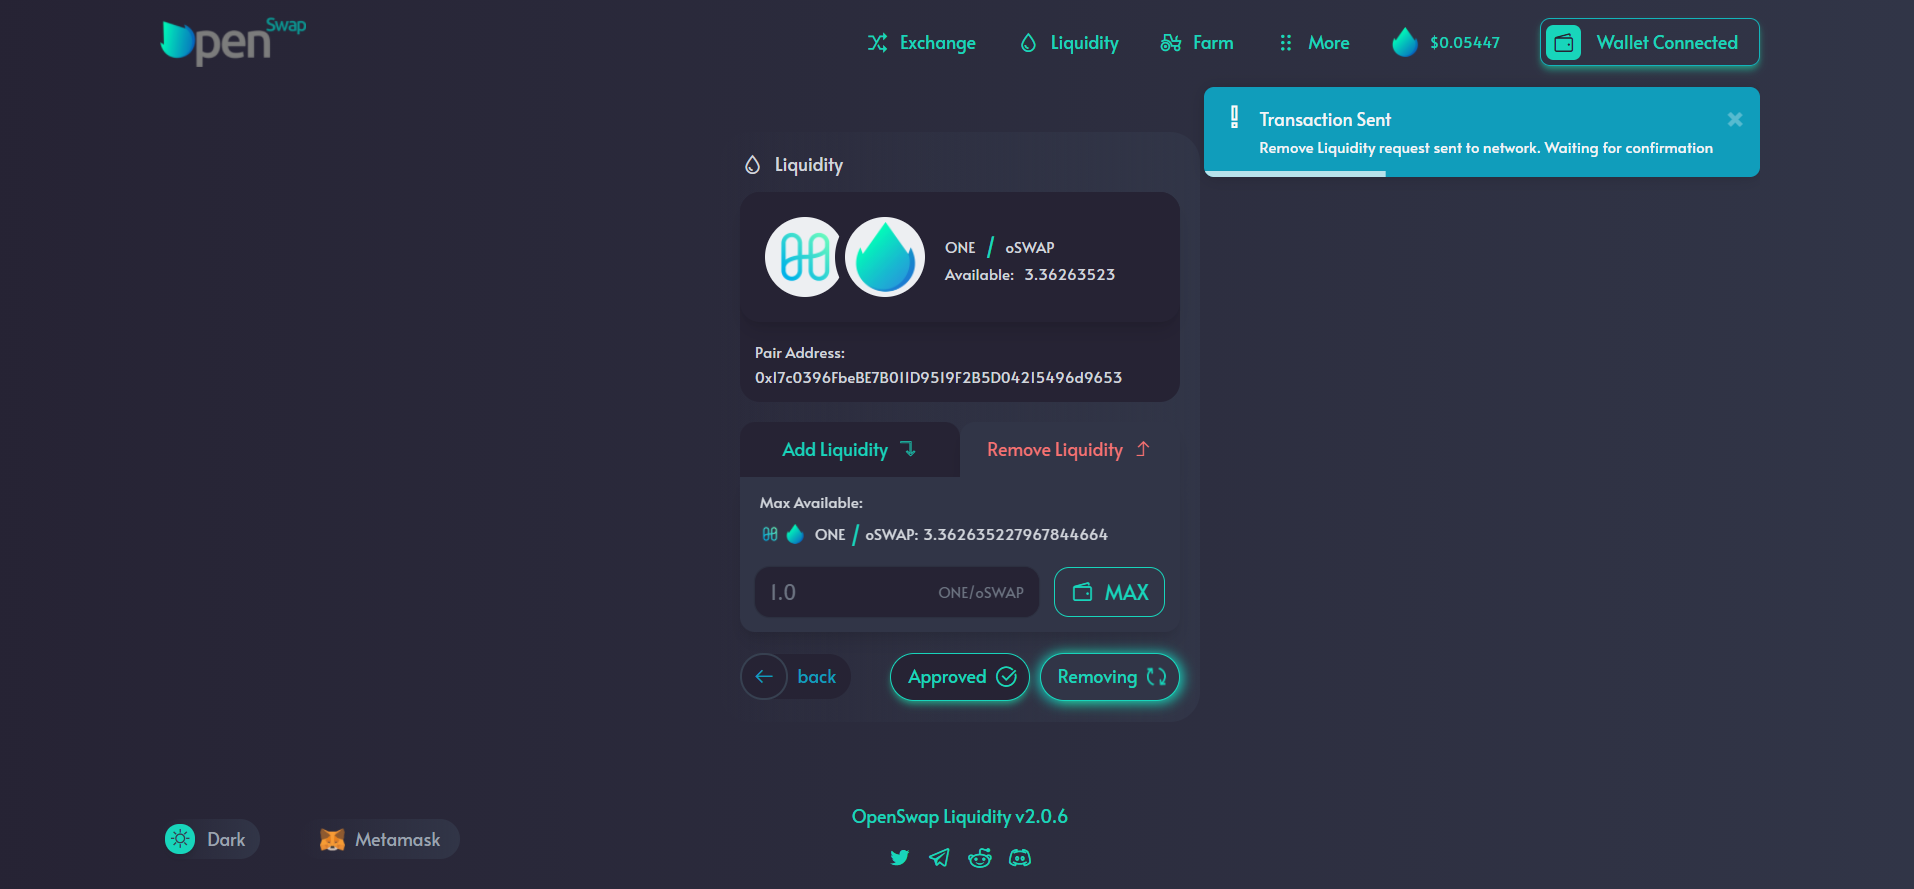 Open Swap
Exchange
Liquidity
Farm
More
$0.05447
Wallet Connected
Transaction Sent
Remove Liquidity request sent to network. Waiting for confirmation
Liquidity
ONE / oSWAP
Available: 3.36263523
Pair Address:
0x17c0396FbeBE7B011D9519F2B5D04215496d9653
Add Liquidity
Remove Liquidity
Max Available:
ONE / oSWAP: 3.362635227967844664
1.0 ONE/oSWAP
MAX
back
Approved
Removing
OpenSwap Liquidity v2.0.6
Dark
Metamask